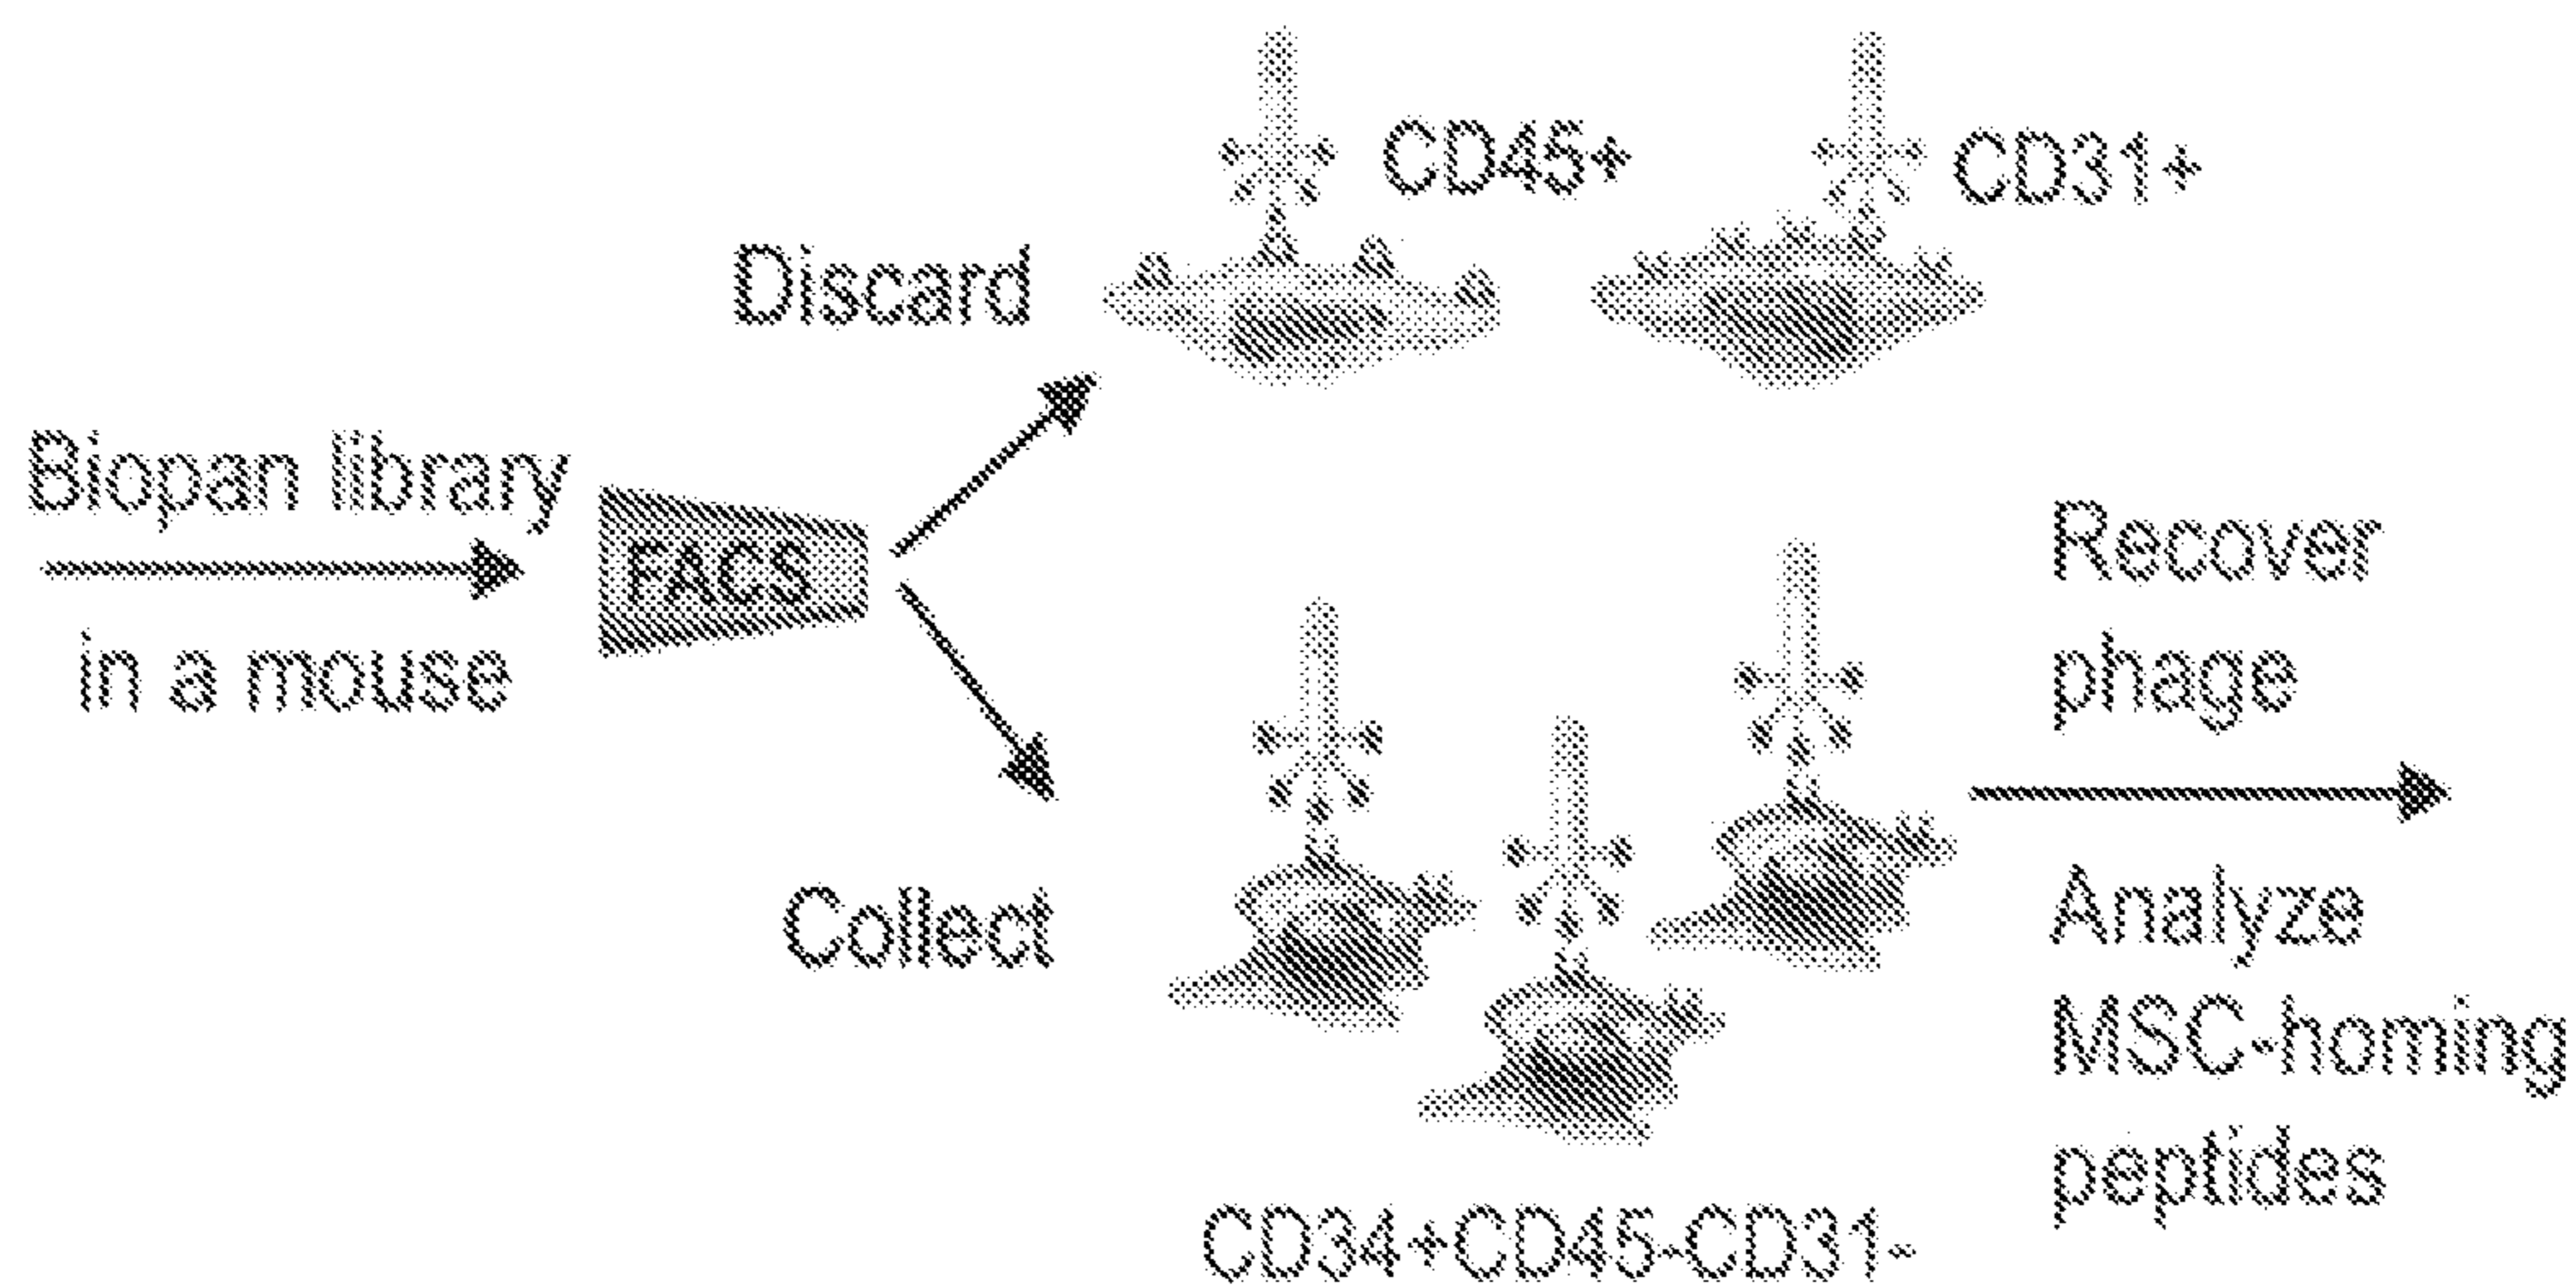 Biopan library
in a mouse
FACS
Discard
CD45+
CD31+
Collect
CD34+CD45-CD31-
Recover
phage
Analyze
MSC-homing
peptides